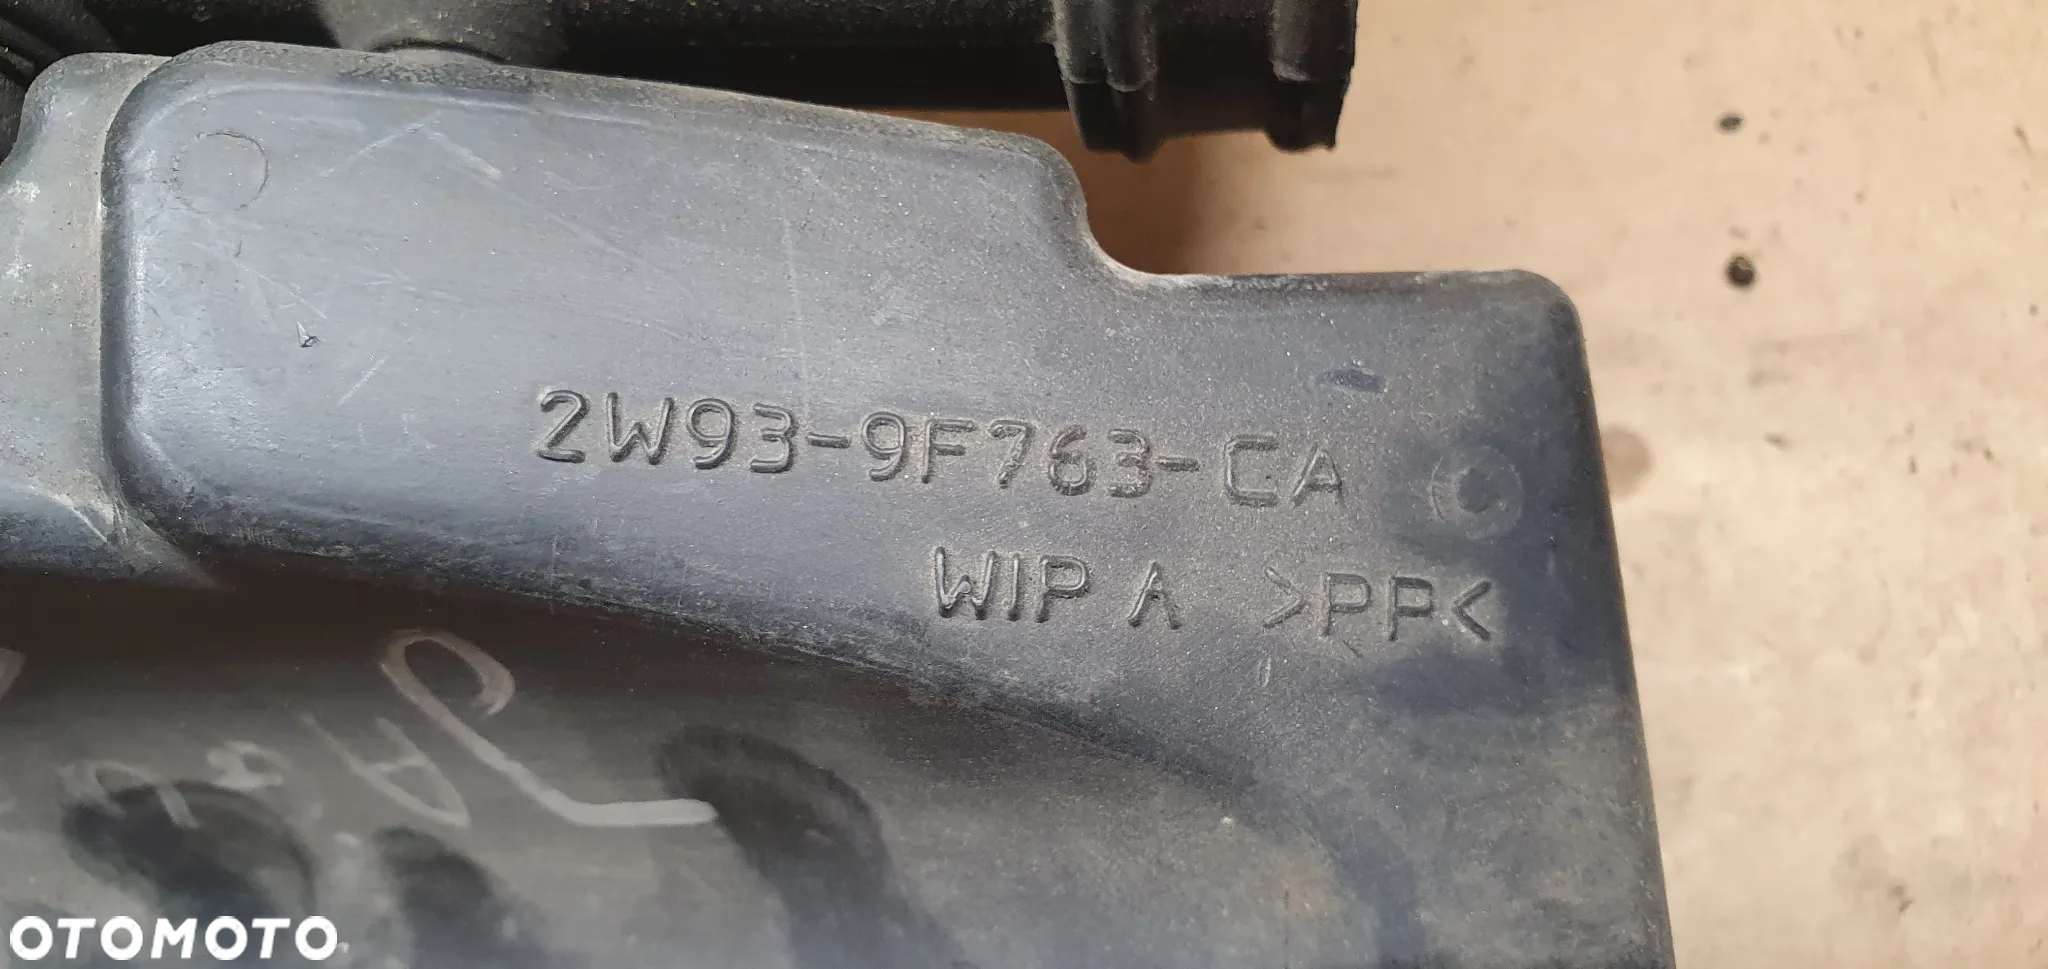 2W93-9F763-CA
WIP A >PP<
OTOMOTO